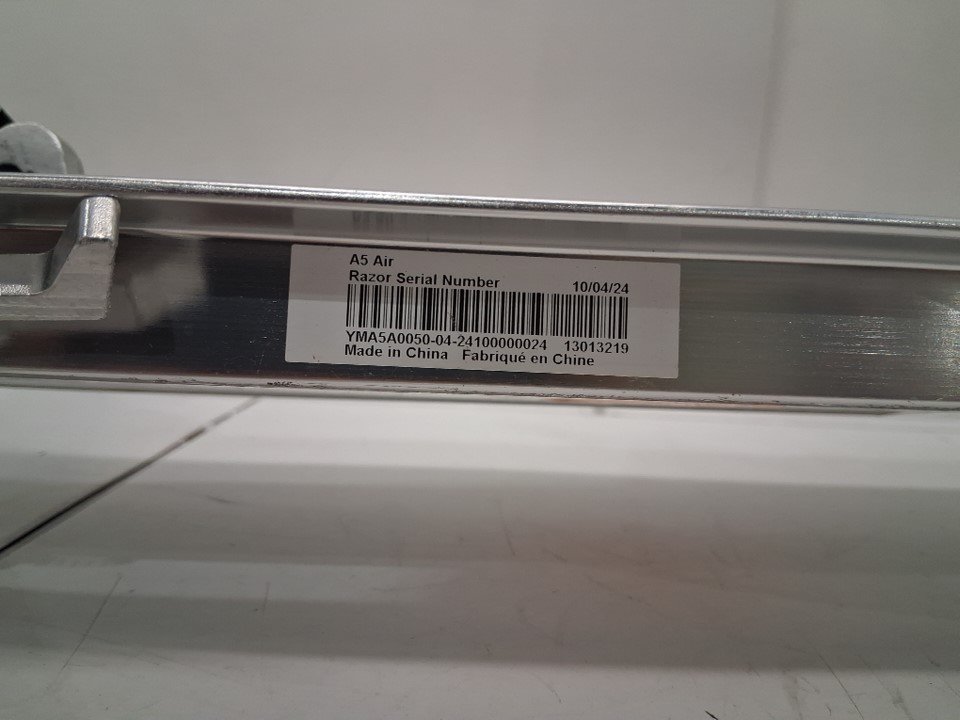 A5 Air
Razor Serial Number 10/04/24
YMA5A0050-04-24100000024 13013219
Made in China Fabriqué en Chine